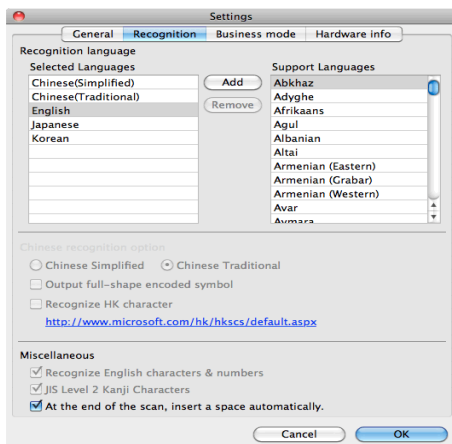 Settings
General Recognition Business mode Hardware info
Recognition language
Selected Languages
Support Languages
Chinese(Simplified)
Chinese(Traditional)
English
Japanese
Korean
Add
Remove
Abkhaz
Adyghe
Afrikaans
Agul
Albanian
Altai
Armenian (Eastern)
Armenian (Grabar)
Armenian (Western)
Avar
Aymara
Chinese recognition option
Chinese Simplified Chinese Traditional
Output full-shape encoded symbol
Recognize HK character
http://www.microsoft.com/hk/hkscs/default.aspx
Miscellaneous
Recognize English characters & numbers
JIS Level 2 Kanji Characters
At the end of the scan, insert a space automatically.
Cancel OK